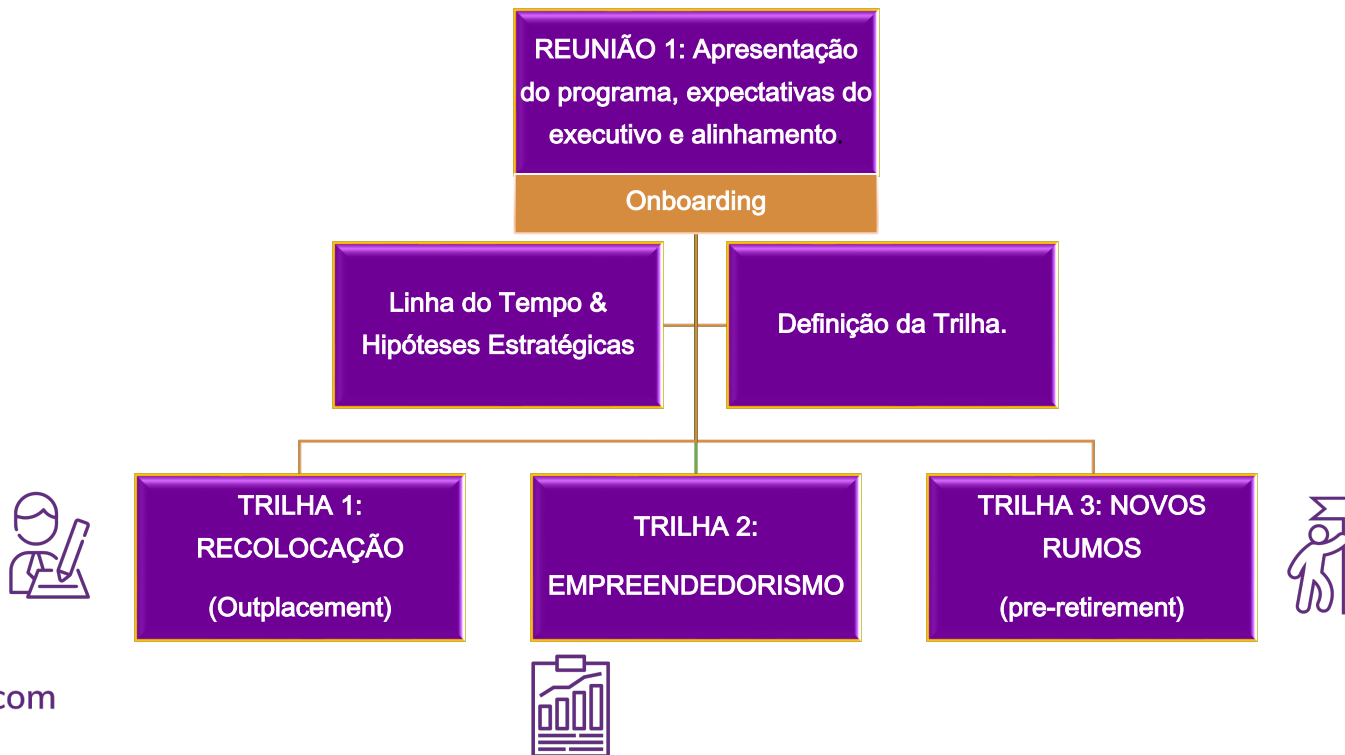 REUNIÃO 1: Apresentação
do programa, expectativas do
executivo e alinhamento.
Onboarding
Linha do Tempo &
Hipóteses Estratégicas
Definição da Trilha.
TRILHA 1:
RECOLOCAÇÃO
(Outplacement)
TRILHA 2:
EMPREENDEDORISMO
TRILHA 3: NOVOS
RUMOS
(pre-retirement)
com